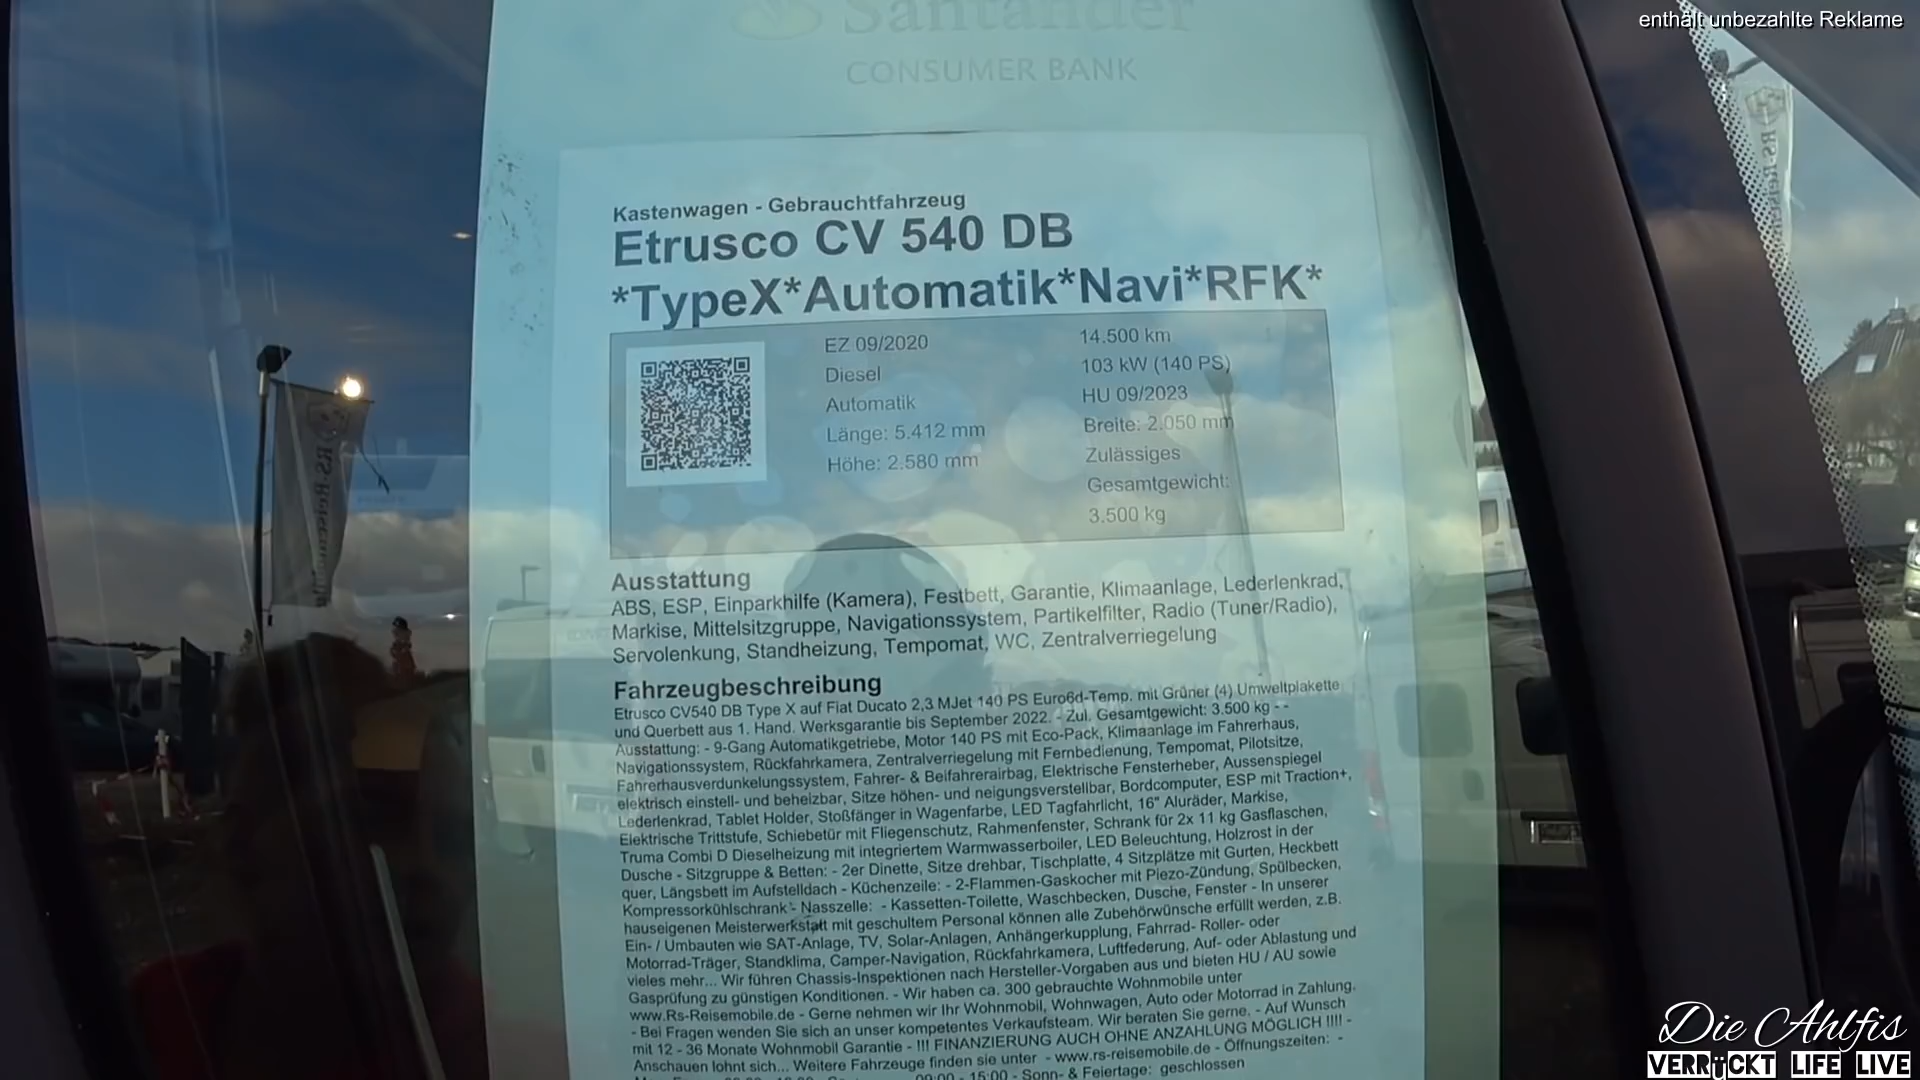 enthält unbezahlte Reklame
Santander
CONSUMER BANK
Kastenwagen - Gebrauchtfahrzeug
Etrusco CV 540 DB
*TypeX*Automatik*Navi*RFK*
EZ 09/2020
Diesel
Automatik
Länge: 5.412 mm
Höhe: 2.580 mm
14.500 km
103 kW (140 PS)
HU 09/2023
Breite: 2.050 mm
Zulässiges
Gesamtgewicht:
3.500 kg
Ausstattung
ABS, ESP, Einparkhilfe (Kamera), Festbett, Garantie, Klimaanlage, Lederlenkrad,
Markise, Mittelsitzgruppe, Navigationssystem, Partikelfilter, Radio (Tuner/Radio),
Servolenkung, Standheizung, Tempomat, WC, Zentralverriegelung
Fahrzeugbeschreibung
Etrusco CV540 DB Type X auf Fiat Ducato 2,3 MJet 140 PS Euro6d-Temp. mit Grüner (4) Umweltplakette
und Querbett aus 1. Hand. Werksgarantie bis September 2022. - Zul. Gesamtgewicht: 3.500 kg - -
Ausstattung: - 9-Gang Automatikgetriebe, Motor 140 PS mit Eco-Pack, Klimaanlage im Fahrerhaus,
Navigationssystem, Rückfahrkamera, Zentralverriegelung mit Fernbedienung, Tempomat, Pilotsitze,
Fahrerhausverdunkelungssystem, Fahrer- & Beifahrerairbag, Elektrische Fensterheber, Aussenspiegel
elektrisch einstell- und beheizbar, Sitze höhen- und neigungsverstellbar, Bordcomputer, ESP mit Traction+,
Lederlenkrad, Tablet Holder, Stoßfänger in Wagenfarbe, LED Tagfahrlicht, 16" Aluräder, Markise,
Elektrische Trittstufe, Schiebetür mit Fliegenschutz, Rahmenfenster, Schrank für 2x 11 kg Gasflaschen,
Truma Combi D Dieselheizung mit integriertem Warmwasserboiler, LED Beleuchtung, Holzrost in der
Dusche - Sitzgruppe & Betten: - 2er Dinette, Sitze drehbar, Tischplatte, 4 Sitzplätze mit Gurten, Heckbett
quer, Längsbett im Aufstelldach - Küchenzeile: - 2-Flammen-Gaskocher mit Piezo-Zündung, Spülbecken,
Kompressorkühlschrank - Nasszelle: - Kassetten-Toilette, Waschbecken, Dusche, Fenster - In unserer
hauseigenen Meisterwerkstatt mit geschultem Personal können alle Zubehörwünsche erfüllt werden, z.B.
Ein- / Umbauten wie SAT-Anlage, TV, Solar-Anlagen, Anhängerkupplung, Fahrrad- Roller- oder
Motorrad-Träger, Standklima, Camper-Navigation, Rückfahrkamera, Luftfederung, Auf- oder Ablastung und
vieles mehr... Wir führen Chassis-Inspektionen nach Hersteller-Vorgaben aus und bieten HU / AU sowie
Gasprüfung zu günstigen Konditionen. - Wir haben ca. 300 gebrauchte Wohnmobile unter
www.Rs-Reisemobile.de - Gerne nehmen wir Ihr Wohnmobil, Wohnwagen, Auto oder Motorrad in Zahlung.
- Bei Fragen wenden Sie sich an unser kompetentes Verkaufsteam. Wir beraten Sie gerne. - Auf Wunsch
mit 12 - 36 Monate Wohnmobil Garantie - !!! FINANZIERUNG AUCH OHNE ANZAHLUNG MÖGLICH !!!! -
Anschauen lohnt sich... Weitere Fahrzeuge finden sie unter - www.rs-reisemobile.de - Öffnungszeiten: -
09:00 - 15:00 - Sonn- & Feiertage: geschlossen
Die Ahlfis
VERRÜCKT LIFE LIVE